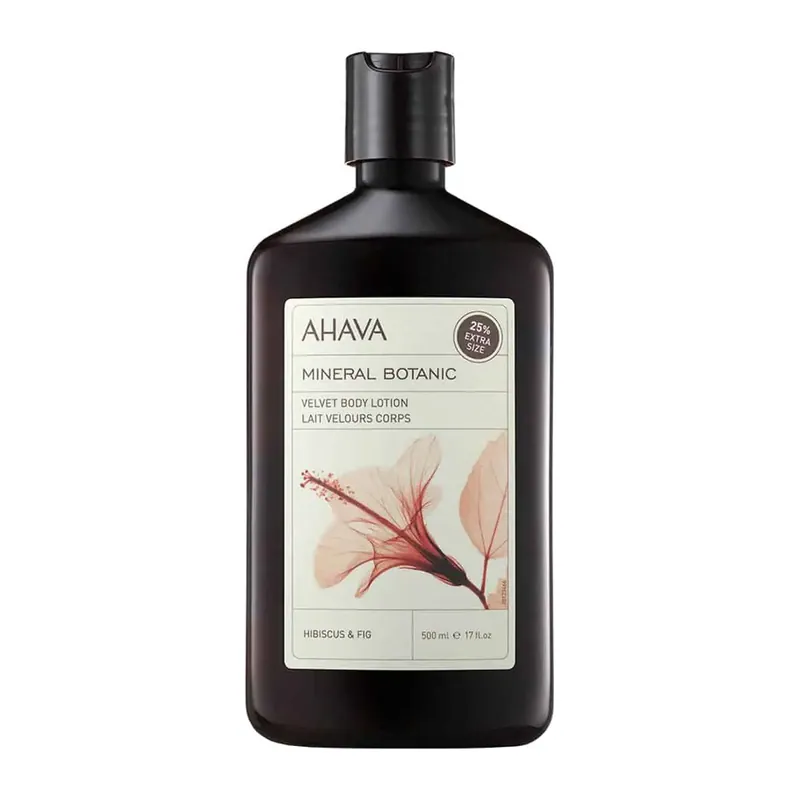 AHAVA
25%
EXTRA
SIZE
MINERAL BOTANIC
VELVET BODY LOTION
LAIT VELOURS CORPS
HIBISCUS & FIG
500 ml ℮ 17 fl.oz